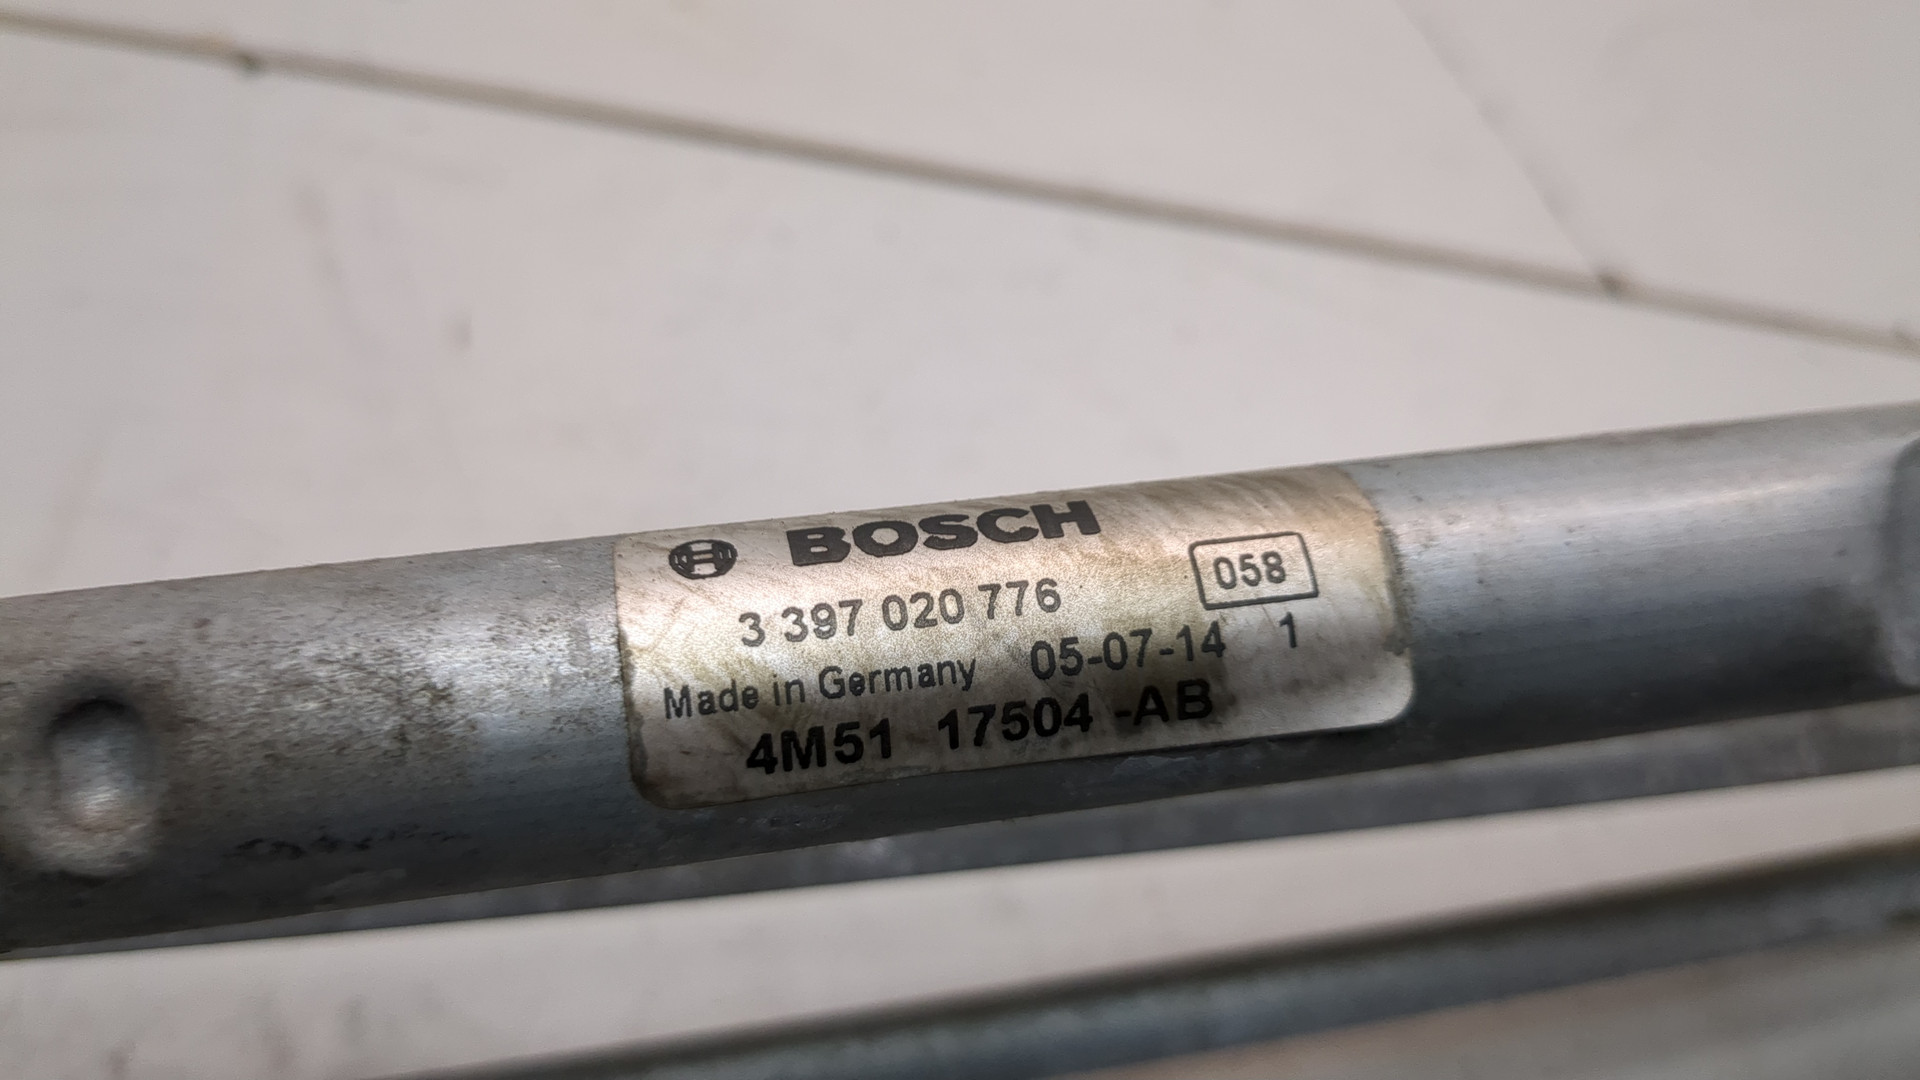 BOSCH
3 397 020 776 058
Made in Germany 05-07-14 1
4M51 17504 -AB